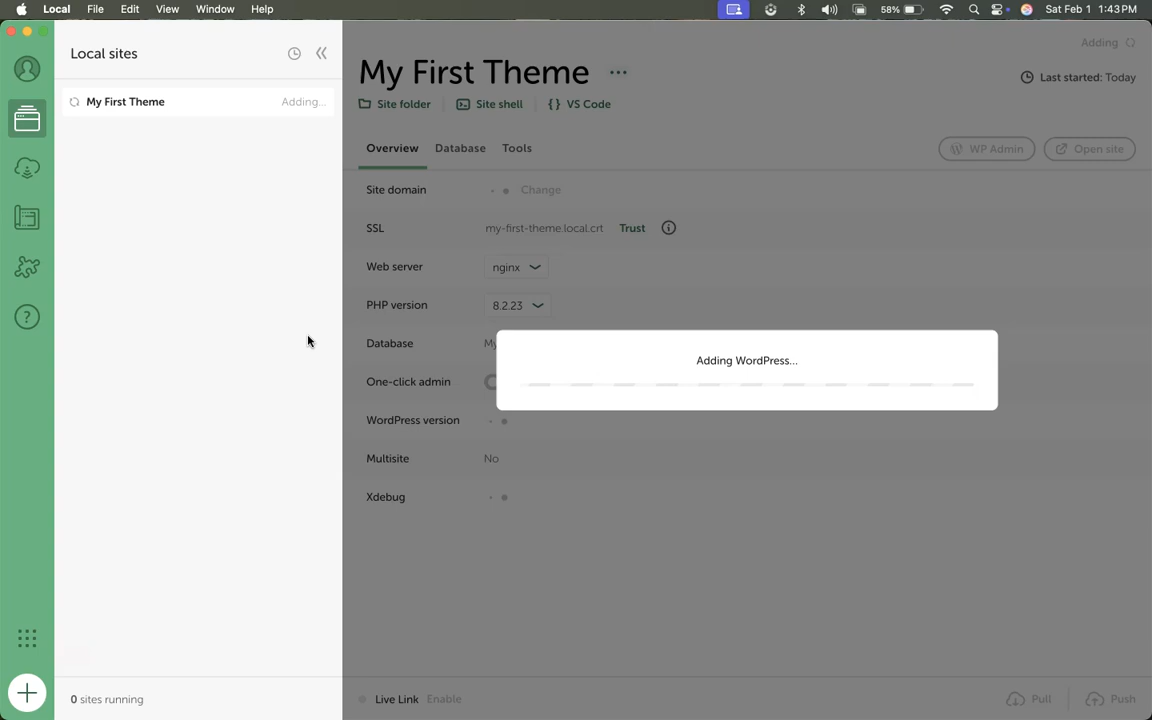 Local File Edit View Window Help 58% Sat Feb 1 1:43 PM
Local sites
My First Theme Adding...
0 sites running
Adding
My First Theme ...
Last started: Today
Site folder Site shell VS Code
Overview Database Tools WP Admin Open site
Site domain Change
SSL my-first-theme.local.crt Trust
Web server nginx
PHP version 8.2.23
Database My
Adding WordPress...
One-click admin
WordPress version
Multisite No
Xdebug
Live Link Enable Pull Push